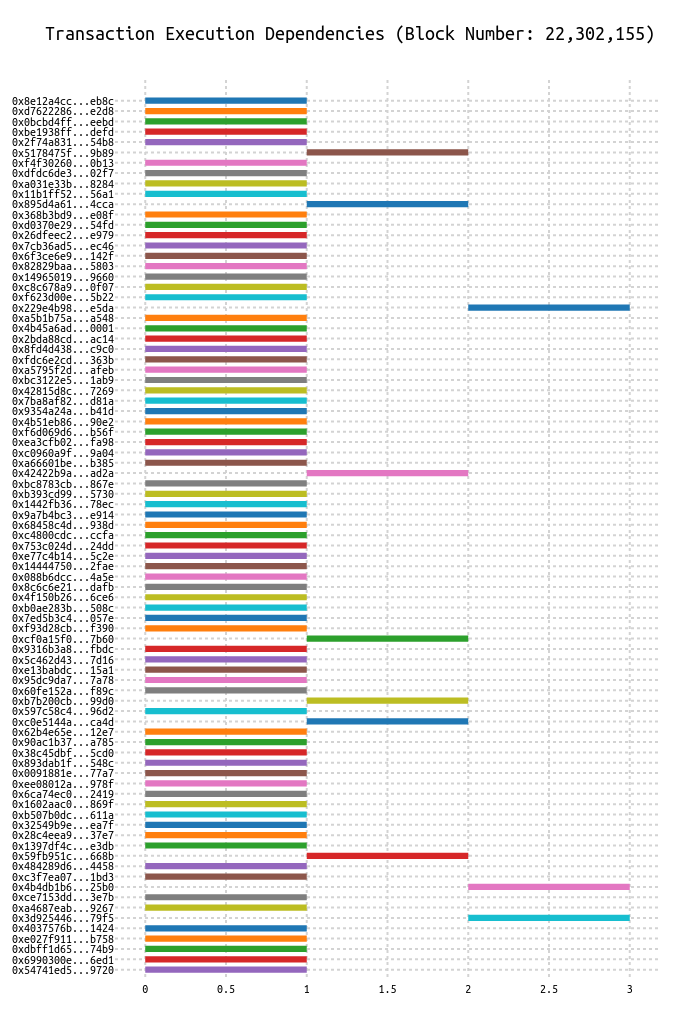 Transaction Execution Dependencies (Block Number: 22,302,155)
0x8e12a4cc...eb8c
0xd7622286...e2d8
0x0bcbd4ff...eebd
0xbe1938ff...defd
0x2f74a831...54b8
0x5178475f...9b89
0xf4f30260...0b13
0xdfdc6de3...02f7
0xa031e33b...8284
0x11b1ff52...56a1
0x895d4a61...4cca
0x368b3bd9...e08f
0xd0370e29...54fd
0x26dfeec2...e979
0x7cb36ad5...ec46
0x6f3ce6e9...142f
0x82829baa...5803
0x14965019...9660
0xc8c678a9...0f07
0xf623d00e...5b22
0x229e4b98...e5da
0xa5b1b75a...a548
0x4b45a6ad...0001
0x2bda88cd...ac14
0x8fd4d438...c9c0
0xfdc6e2cd...363b
0xa5795f2d...afeb
0xbc3122e5...1ab9
0x42815d8c...7269
0x7ba8af82...d81a
0x9354a24a...b41d
0x4b51eb86...90e2
0xf6d069d6...b56f
0xea3cfb02...fa98
0xc0960a9f...9a04
0xa66601be...b385
0x42422b9a...ad2a
0xbc8783cb...867e
0xb393cd99...5730
0x1442fb36...78ec
0x9a7b4bc3...e914
0x68458c4d...938d
0xc4800cdc...ccfa
0x753c024d...24dd
0xe77c4b14...5c2e
0x14444750...2fae
0x088b6dcc...4a5e
0x8c6c6e21...dafb
0x4f150b26...6ce6
0xb0ae283b...508c
0x7ed5b3c4...057e
0xf93d28cb...f390
0xcf0a15f0...7b60
0x9316b3a8...fbdc
0x5c462d43...7d16
0xe13babdc...15a1
0x95dc9da7...7a78
0x60fe152a...f89c
0xb7b200cb...99d0
0x597c58c4...96d2
0xc0e5144a...ca4d
0x62b4e65e...12e7
0x90ac1b37...a785
0x38c45dbf...5cd0
0x893dab1f...548c
0x0091881e...77a7
0xee08012a...978f
0x6ca74ec0...2419
0x1602aac0...869f
0xb507b0dc...611a
0x32549b9e...ea7f
0x28c4eea9...37e7
0x1397df4c...e3db
0x59fb951c...668b
0x484289d6...4458
0xc3f7ea07...1bd3
0x4b4db1b6...25b0
0xce7153dd...3e7b
0xa4687eab...9267
0x3d925446...79f5
0x4037576b...1424
0xe027f911...b758
0xdbff1d65...74b9
0x6990300e...6ed1
0x54741ed5...9720
0 0.5 1 1.5 2 2.5 3